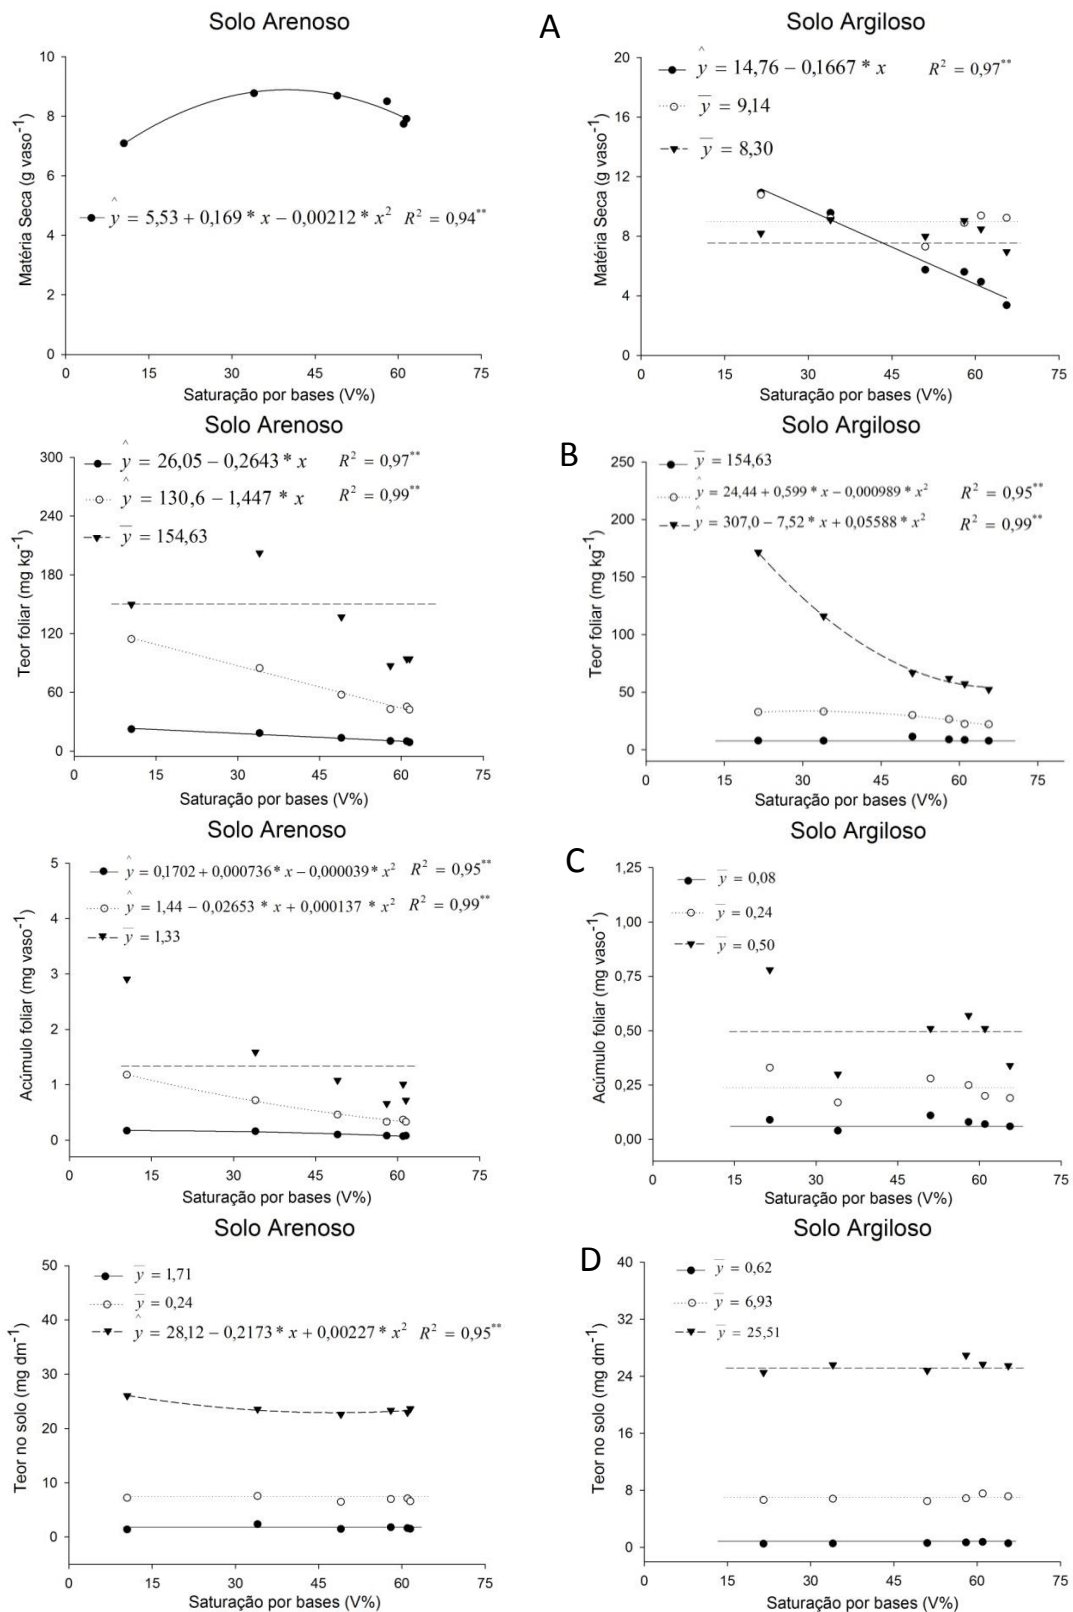 Solo Arenoso
A
Solo Argiloso
10
8
6
4
2
0
Matéria Seca (g vaso⁻¹)
ŷ = 5,53 + 0,169 * x − 0,00212 * x² R² = 0,94**
0 15 30 45 60 75
Saturação por bases (V%)
20
16
12
8
4
0
Matéria Seca (g vaso⁻¹)
ŷ = 14,76 − 0,1667 * x R² = 0,97**
y̅ = 9,14
y̅ = 8,30
0 15 30 45 60 75
Saturação por bases (V%)
Solo Arenoso
B
Solo Argiloso
300
240
180
120
60
0
Teor foliar (mg kg⁻¹)
ŷ = 26,05 − 0,2643 * x R² = 0,97**
ŷ = 130,6 − 1,447 * x R² = 0,99**
y̅ = 154,63
0 15 30 45 60 75
Saturação por bases (V%)
250
200
150
100
50
0
Teor foliar (mg kg⁻¹)
y̅ = 154,63
ŷ = 24,44 + 0,599 * x − 0,000989 * x² R² = 0,95**
ŷ = 307,0 − 7,52 * x + 0,05588 * x² R² = 0,99**
0 15 30 45 60 75
Saturação por bases (V%)
Solo Arenoso
C
Solo Argiloso
5
4
3
2
1
0
Acúmulo foliar (mg vaso⁻¹)
ŷ = 0,1702 + 0,000736 * x − 0,000039 * x² R² = 0,95**
ŷ = 1,44 − 0,02653 * x + 0,000137 * x² R² = 0,99**
y̅ = 1,33
0 15 30 45 60 75
Saturação por bases (V%)
1,25
1,00
0,75
0,50
0,25
0,00
Acúmulo foliar (mg vaso⁻¹)
y̅ = 0,08
y̅ = 0,24
y̅ = 0,50
0 15 30 45 60 75
Saturação por bases (V%)
Solo Arenoso
D
Solo Argiloso
50
40
30
20
10
0
Teor no solo (mg dm⁻¹)
y̅ = 1,71
y̅ = 0,24
ŷ = 28,12 − 0,2173 * x + 0,00227 * x² R² = 0,95**
0 15 30 45 60 75
Saturação por bases (V%)
40
32
24
16
8
0
Teor no solo (mg dm⁻¹)
y̅ = 0,62
y̅ = 6,93
y̅ = 25,51
0 15 30 45 60 75
Saturação por bases (V%)